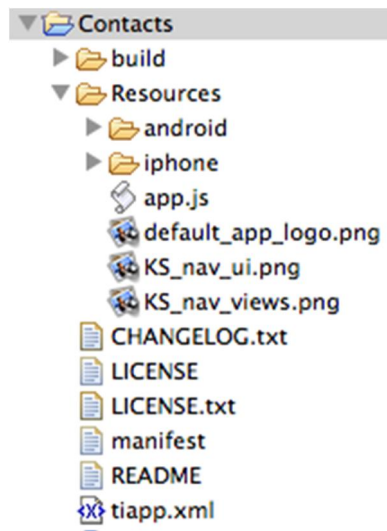 Contacts
build
Resources
android
iphone
app.js
default_app_logo.png
KS_nav_ui.png
KS_nav_views.png
CHANGELOG.txt
LICENSE
LICENSE.txt
manifest
README
tiapp.xml